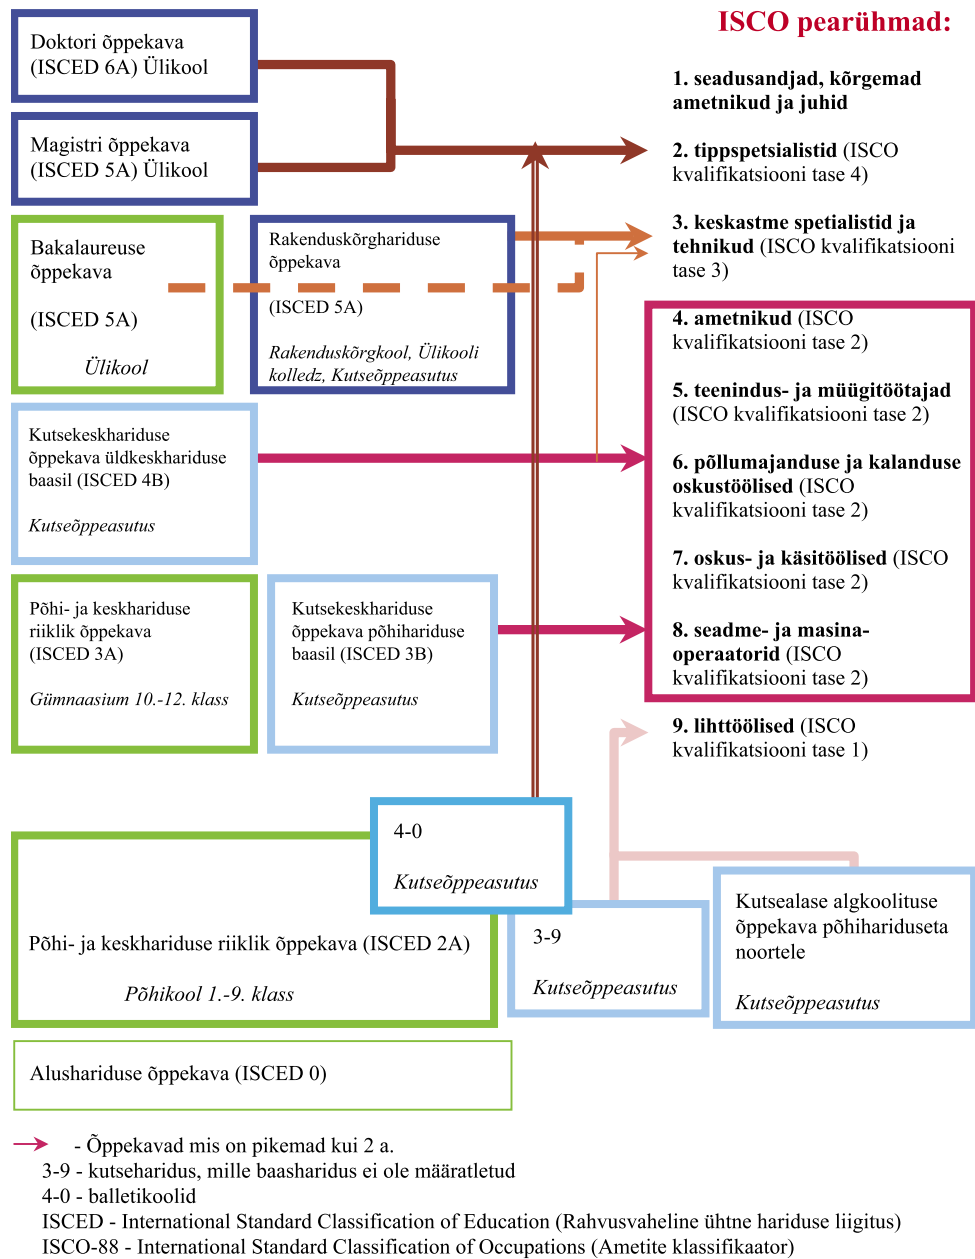 ISCO pearühmad:
Doktori õppekava
(ISCED 6A) Ülikool
Magistri õppekava
(ISCED 5A) Ülikool
Bakalaureuse
õppekava
(ISCED 5A)
Ülikool
Rakenduskõrghariduse
õppekava
(ISCED 5A)
Rakenduskõrgkool, Ülikooli
kolledz, Kutseõppeasutus
Kutsekeskhariduse
õppekava üldkeskhariduse
baasil (ISCED 4B)
Kutseõppeasutus
Põhi- ja keskhariduse
riiklik õppekava
(ISCED 3A)
Gümnaasium 10.-12. klass
Kutsekeskhariduse
õppekava põhihariduse
baasil (ISCED 3B)
Kutseõppeasutus
1. seadusandjad, kõrgemad
ametnikud ja juhid
2. tippspetsialistid (ISCO
kvalifikatsiooni tase 4)
3. keskastme spetialistid ja
tehnikud (ISCO kvalifikatsiooni
tase 3)
4. ametnikud (ISCO
kvalifikatsiooni tase 2)
5. teenindus- ja müügitöötajad
(ISCO kvalifikatsiooni tase 2)
6. põllumajanduse ja kalanduse
oskustöölised (ISCO
kvalifikatsiooni tase 2)
7. oskus- ja käsitöölised (ISCO
kvalifikatsiooni tase 2)
8. seadme- ja masina-
operaatorid (ISCO
kvalifikatsiooni tase 2)
9. lihttöölised (ISCO
kvalifikatsiooni tase 1)
4-0
Kutseõppeasutus
Põhi- ja keskhariduse riiklik õppekava (ISCED 2A)
Põhikool 1.-9. klass
3-9
Kutseõppeasutus
Kutsealase algkoolituse
õppekava põhihariduseta
noortele
Kutseõppeasutus
Alushariduse õppekava (ISCED 0)
- Õppekavad mis on pikemad kui 2 a.
3-9 - kutseharidus, mille baasharidus ei ole määratletud
4-0 - balletikoolid
ISCED - International Standard Classification of Education (Rahvusvaheline ühtne hariduse liigitus)
ISCO-88 - International Standard Classification of Occupations (Ametite klassifikaator)